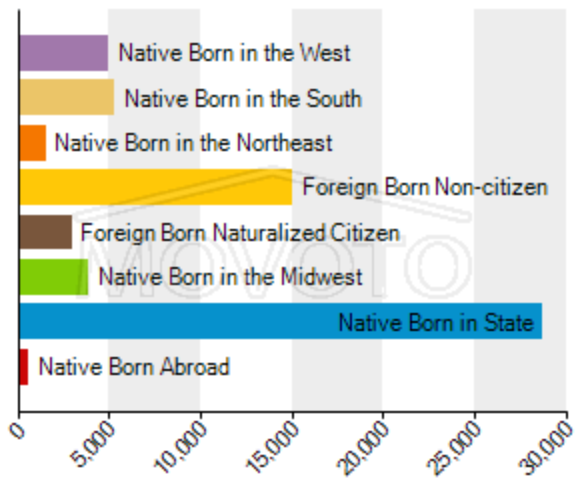 Native Born in the West
Native Born in the South
Native Born in the Northeast
Foreign Born Non-citizen
Foreign Born Naturalized Citizen
MOVOTO
Native Born in the Midwest
Native Born in State
Native Born Abroad
0
5,000
10,000
15,000
20,000
25,000
30,000